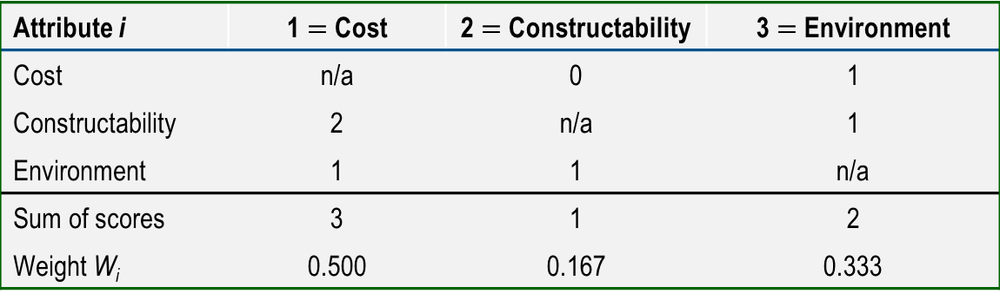 Attribute i 1 = Cost 2 = Constructability 3 = Environment
Cost n/a 0 1
Constructability 2 n/a 1
Environment 1 1 n/a
Sum of scores 3 1 2
Weight Wi 0.500 0.167 0.333